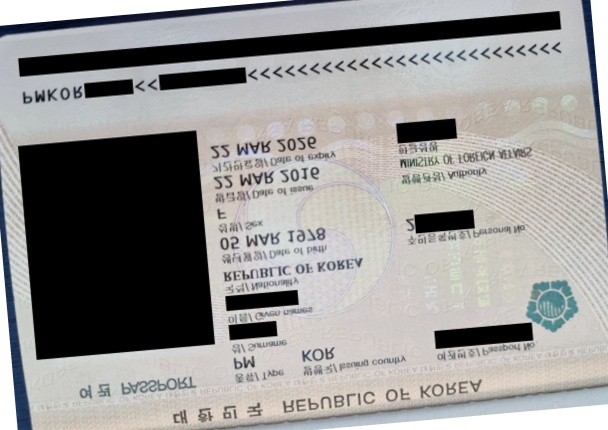 대한민국 REPUBLIC OF KOREA
여권 PASSPORT
종류/ Type 발행국/ Issuing country 여권번호/ Passport No.
PM KOR
성/ Surname
이름/ Given names
국적/ Nationality
REPUBLIC OF KOREA
생년월일/ Date of birth 주민등록번호/ Personal No.
05 MAR 1978 2
성별/ Sex
F
발급일/ Date of issue 발행관청/ Authority
22 MAR 2016 MINISTRY OF FOREIGN AFFAIRS
기간만료일/ Date of expiry 한글성명
22 MAR 2026
PMKOR <<  <<<<<<<<<<<<<<<<<<<<<<<<<<<<